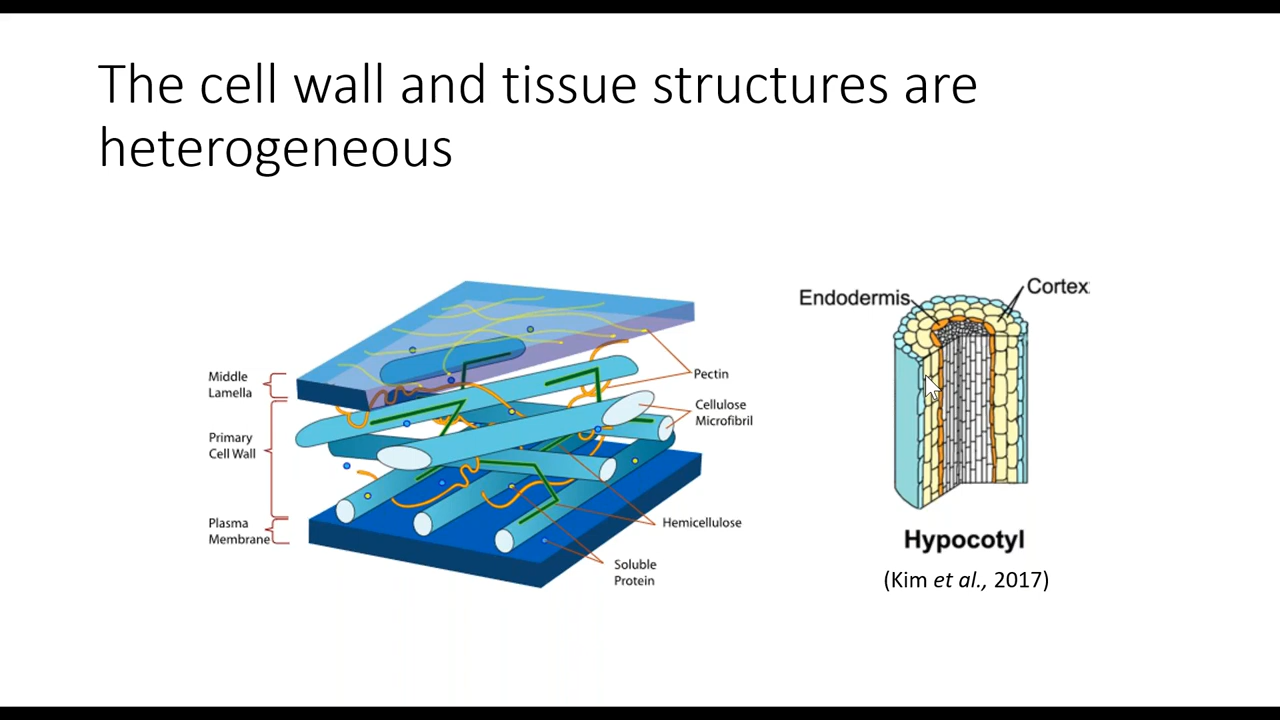 The cell wall and tissue structures are
heterogeneous
Middle
Lamella
Primary
Cell Wall
Plasma
Membrane
Pectin
Cellulose
Microfibril
Hemicellulose
Soluble
Protein
Endodermis
Cortex
Hypocotyl
(Kim et al., 2017)